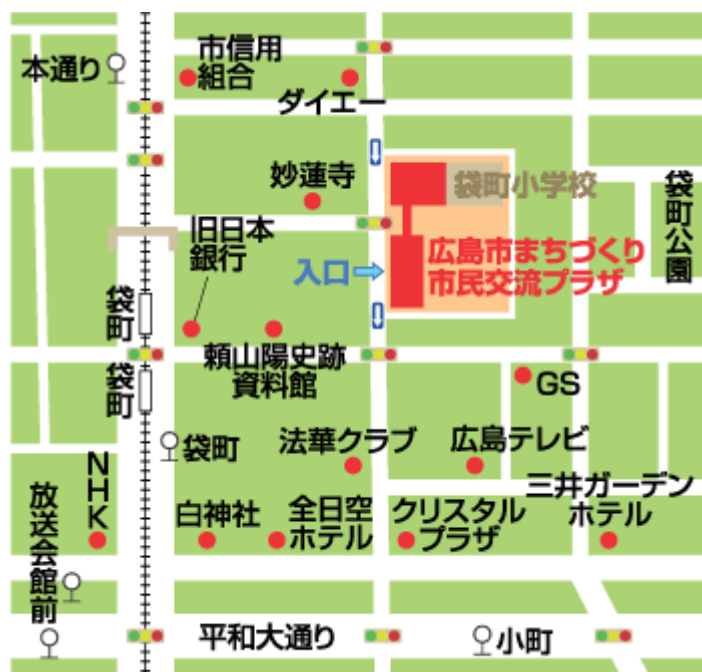 本通り
市信用
組合
ダイエー
妙蓮寺
袋町小学校
袋町公園
旧日本
銀行
広島市まちづくり
市民交流プラザ
入口
袋町
頼山陽史跡
資料館
袋町
GS
袋町
法華クラブ
広島テレビ
NHK
三井ガーデン
ホテル
放送会館前
白神社
全日空
ホテル
クリスタル
プラザ
平和大通り
小町